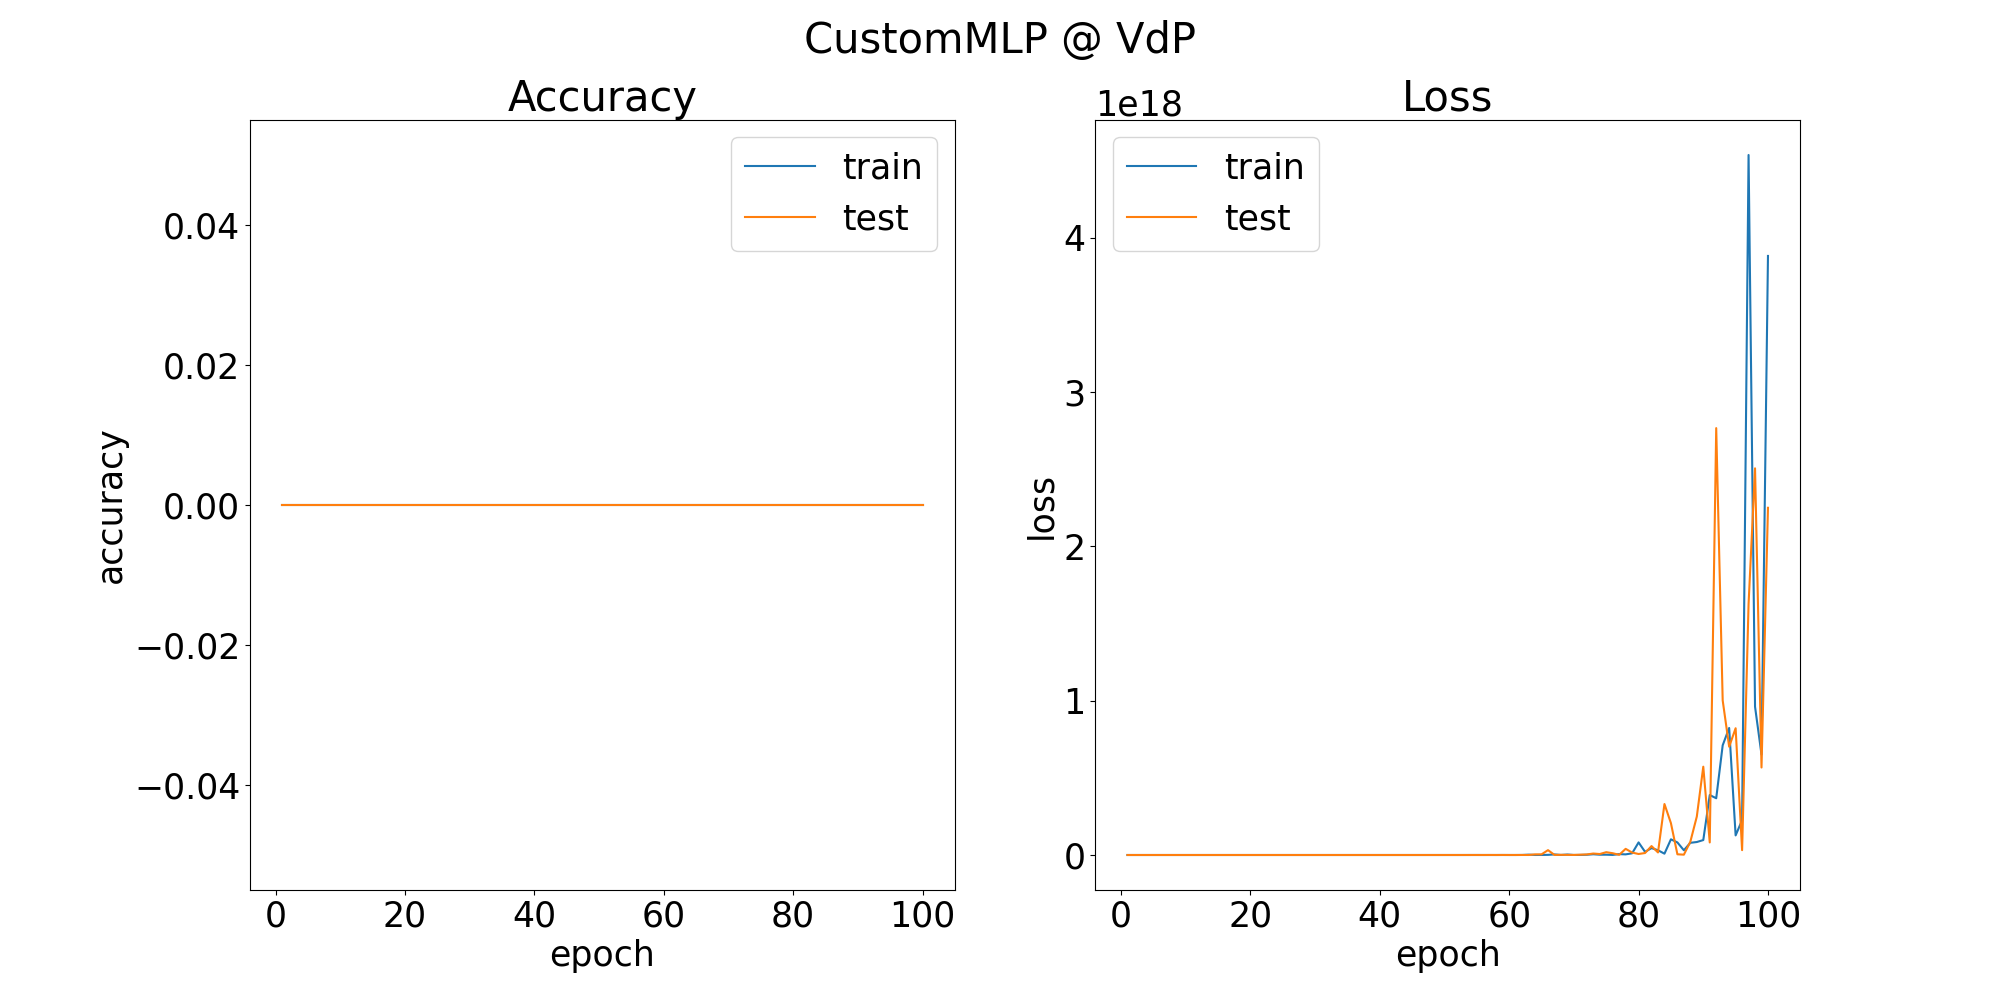 CustomMLP @ VdP
Accuracy
train
test
0.04
0.02
0.00
−0.02
−0.04
accuracy
0 20 40 60 80 100
epoch
Loss
1e18
train
test
4
3
2
1
0
loss
0 20 40 60 80 100
epoch